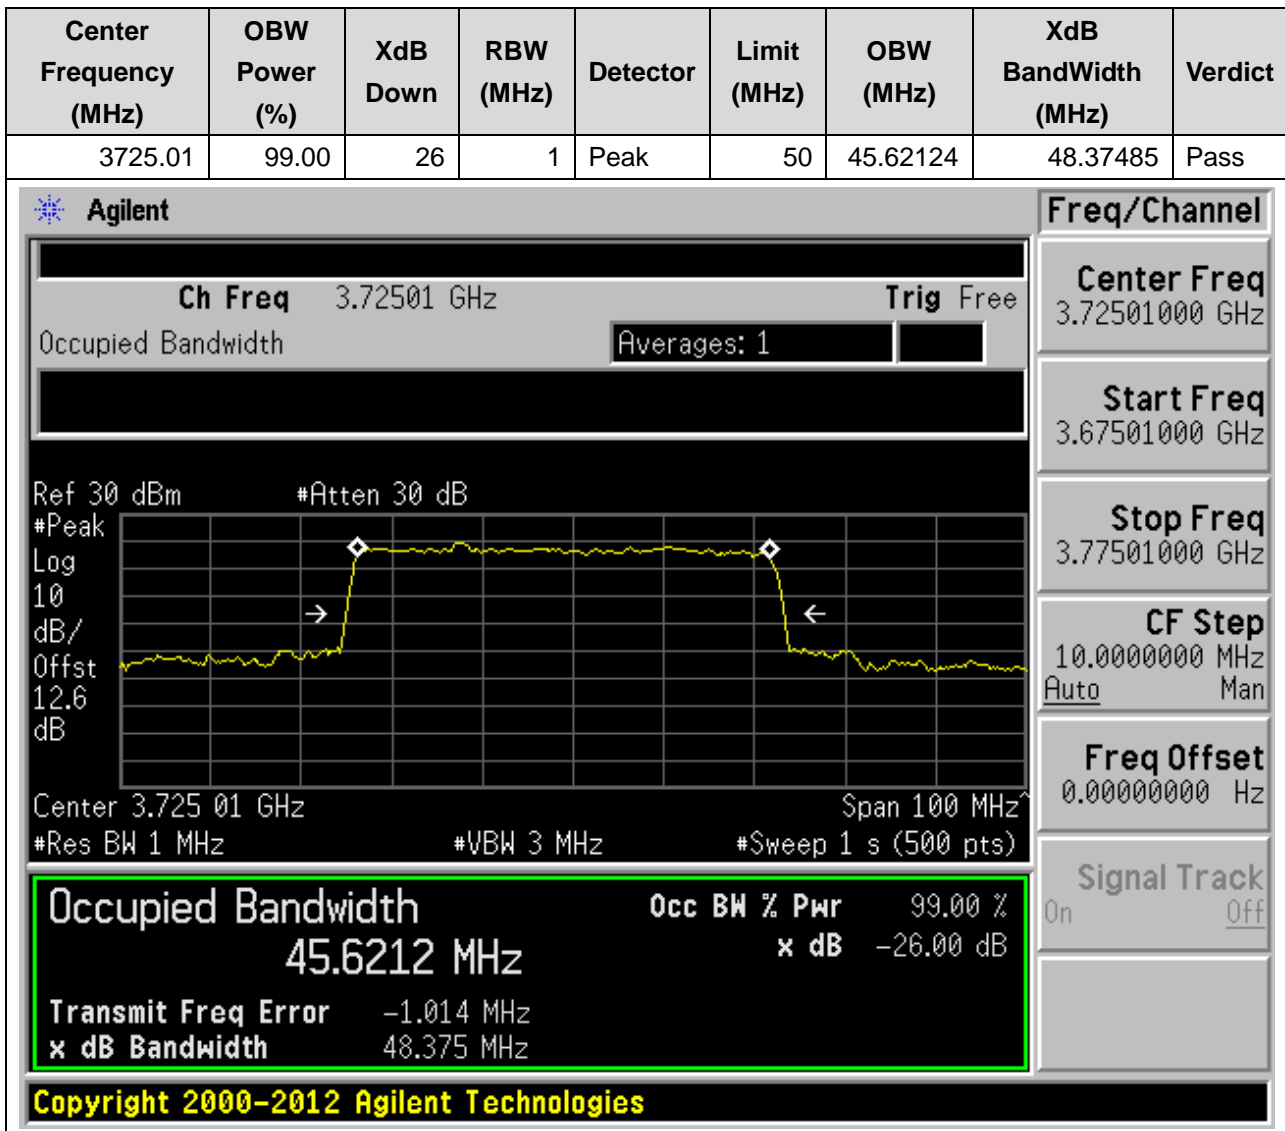 Center Frequency (MHz) OBW Power (%) XdB Down RBW (MHz) Detector Limit (MHz) OBW (MHz) XdB BandWidth (MHz) Verdict
3725.01 99.00 26 1 Peak 50 45.62124 48.37485 Pass
Agilent
Ch Freq 3.72501 GHz Trig Free
Occupied Bandwidth Averages: 1
Ref 30 dBm #Atten 30 dB
#Peak
Log
10
dB/
Offst
12.6
dB
Center 3.725 01 GHz Span 100 MHz^
#Res BW 1 MHz #VBW 3 MHz #Sweep 1 s (500 pts)
Occupied Bandwidth Occ BW % Pwr 99.00 %
45.6212 MHz x dB -26.00 dB
Transmit Freq Error -1.014 MHz
x dB Bandwidth 48.375 MHz
Copyright 2000-2012 Agilent Technologies
Freq/Channel
Center Freq
3.72501000 GHz
Start Freq
3.67501000 GHz
Stop Freq
3.77501000 GHz
CF Step
10.0000000 MHz
Auto Man
Freq Offset
0.00000000 Hz
Signal Track
On Off